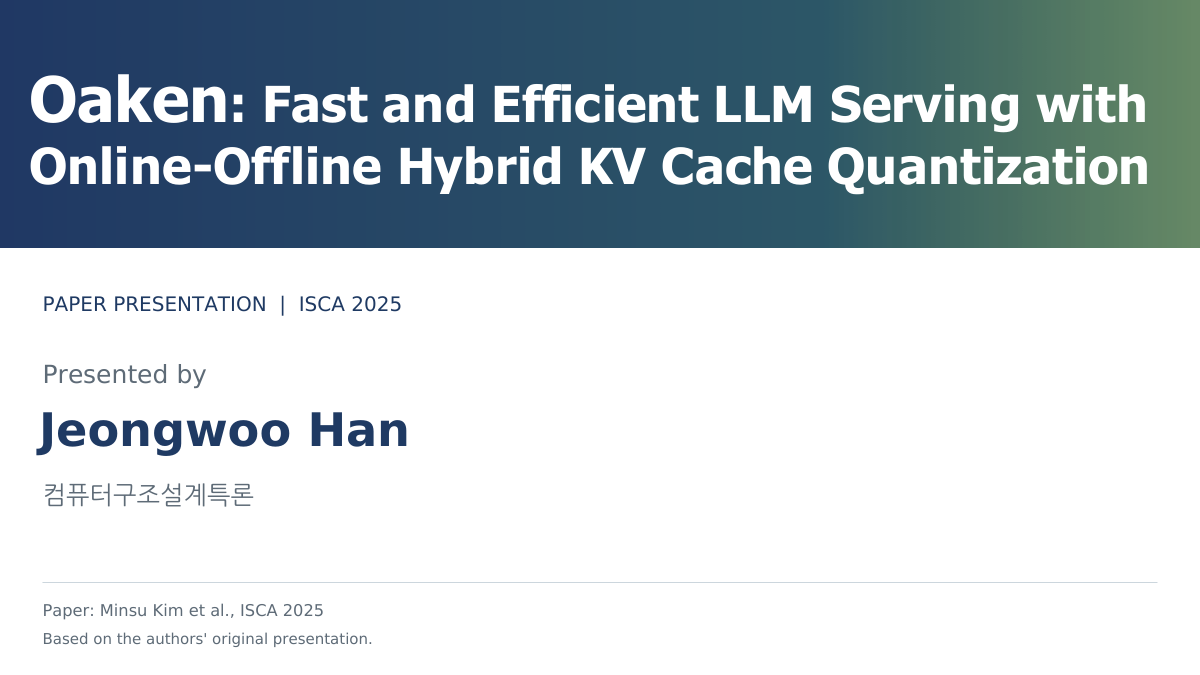 Oaken: Fast and Efficient LLM Serving with
Online-Offline Hybrid KV Cache Quantization
PAPER PRESENTATION | ISCA 2025
Presented by
Jeongwoo Han
컴퓨터구조설계특론
Paper: Minsu Kim et al., ISCA 2025
Based on the authors' original presentation.